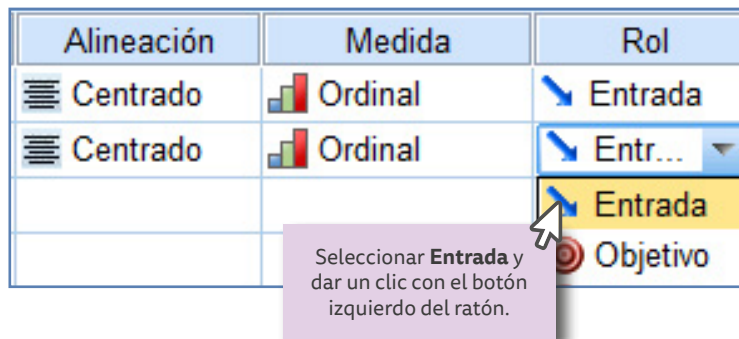 Alineación Medida Rol
Centrado Ordinal Entrada
Centrado Ordinal Entr...
Entrada
Objetivo
Seleccionar Entrada y
dar un clic con el botón
izquierdo del ratón.